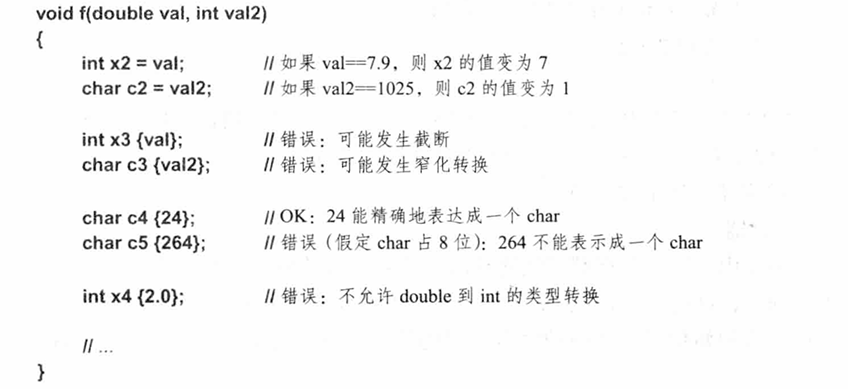 void f(double val, int val2)
{
int x2 = val; // 如果 val==7.9，则 x2 的值变为 7
char c2 = val2; // 如果 val2==1025，则 c2 的值变为 1
int x3 {val}; // 错误：可能发生截断
char c3 {val2}; // 错误：可能发生窄化转换
char c4 {24}; // OK：24 能精确地表达成一个 char
char c5 {264}; // 错误（假定 char 占 8 位）：264 不能表示成一个 char
int x4 {2.0}; // 错误：不允许 double 到 int 的类型转换
// ...
}